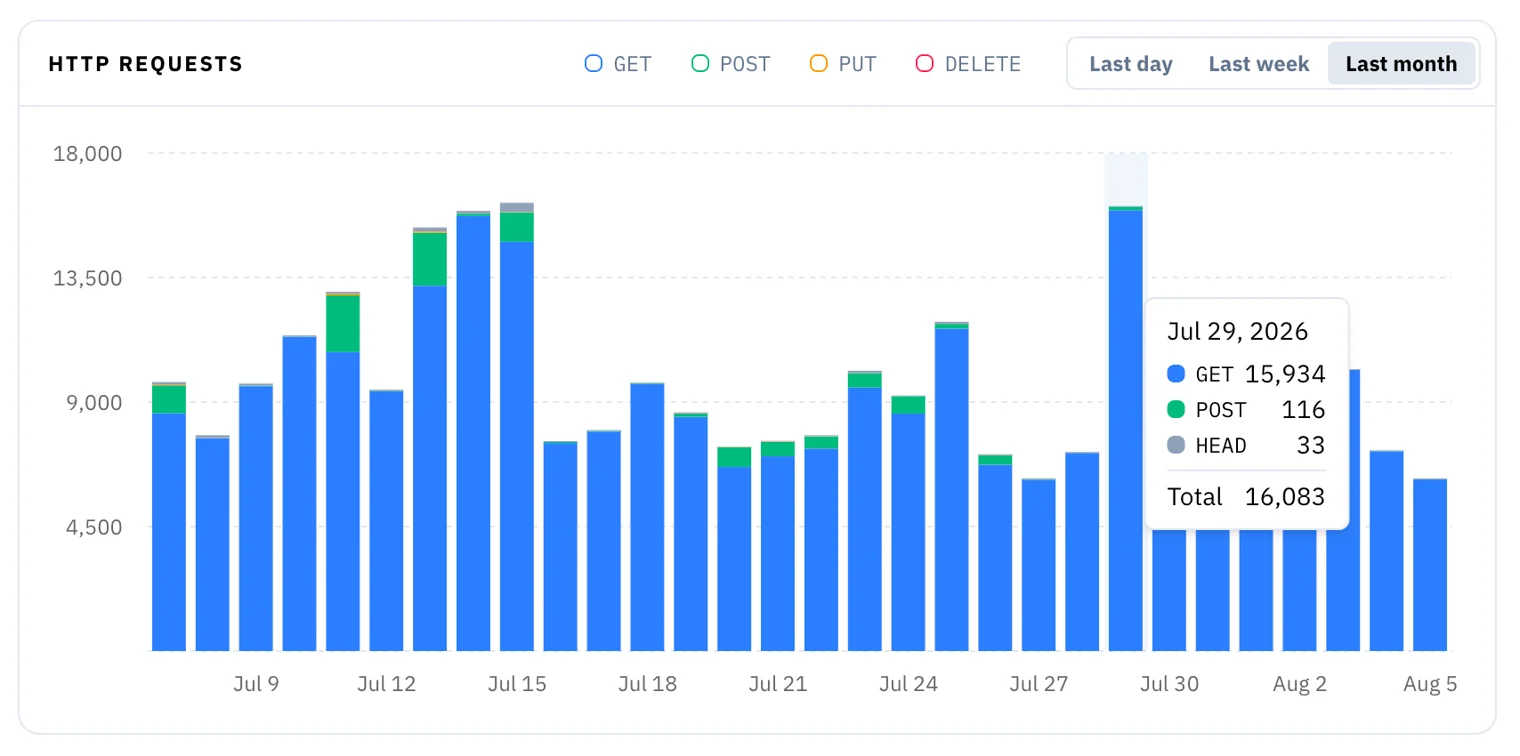 HTTP REQUESTS
GET POST PUT DELETE
Last day Last week Last month
18,000
13,500
9,000
4,500
Jul 29, 2026
GET 15,934
POST 116
HEAD 33
Total 16,083
Jul 9 Jul 12 Jul 15 Jul 18 Jul 21 Jul 24 Jul 27 Jul 30 Aug 2 Aug 5